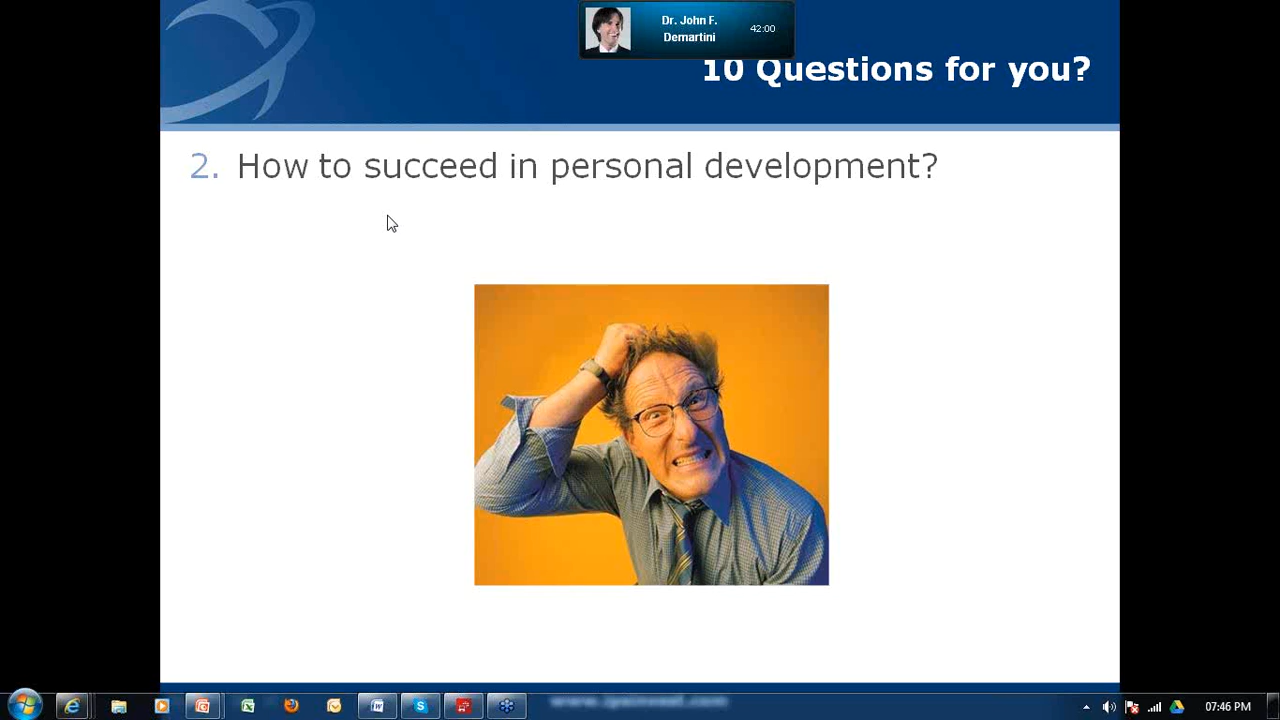 Dr. John F.
Demartini
42:00
10 Questions for you?
2. How to succeed in personal development?
07:46 PM